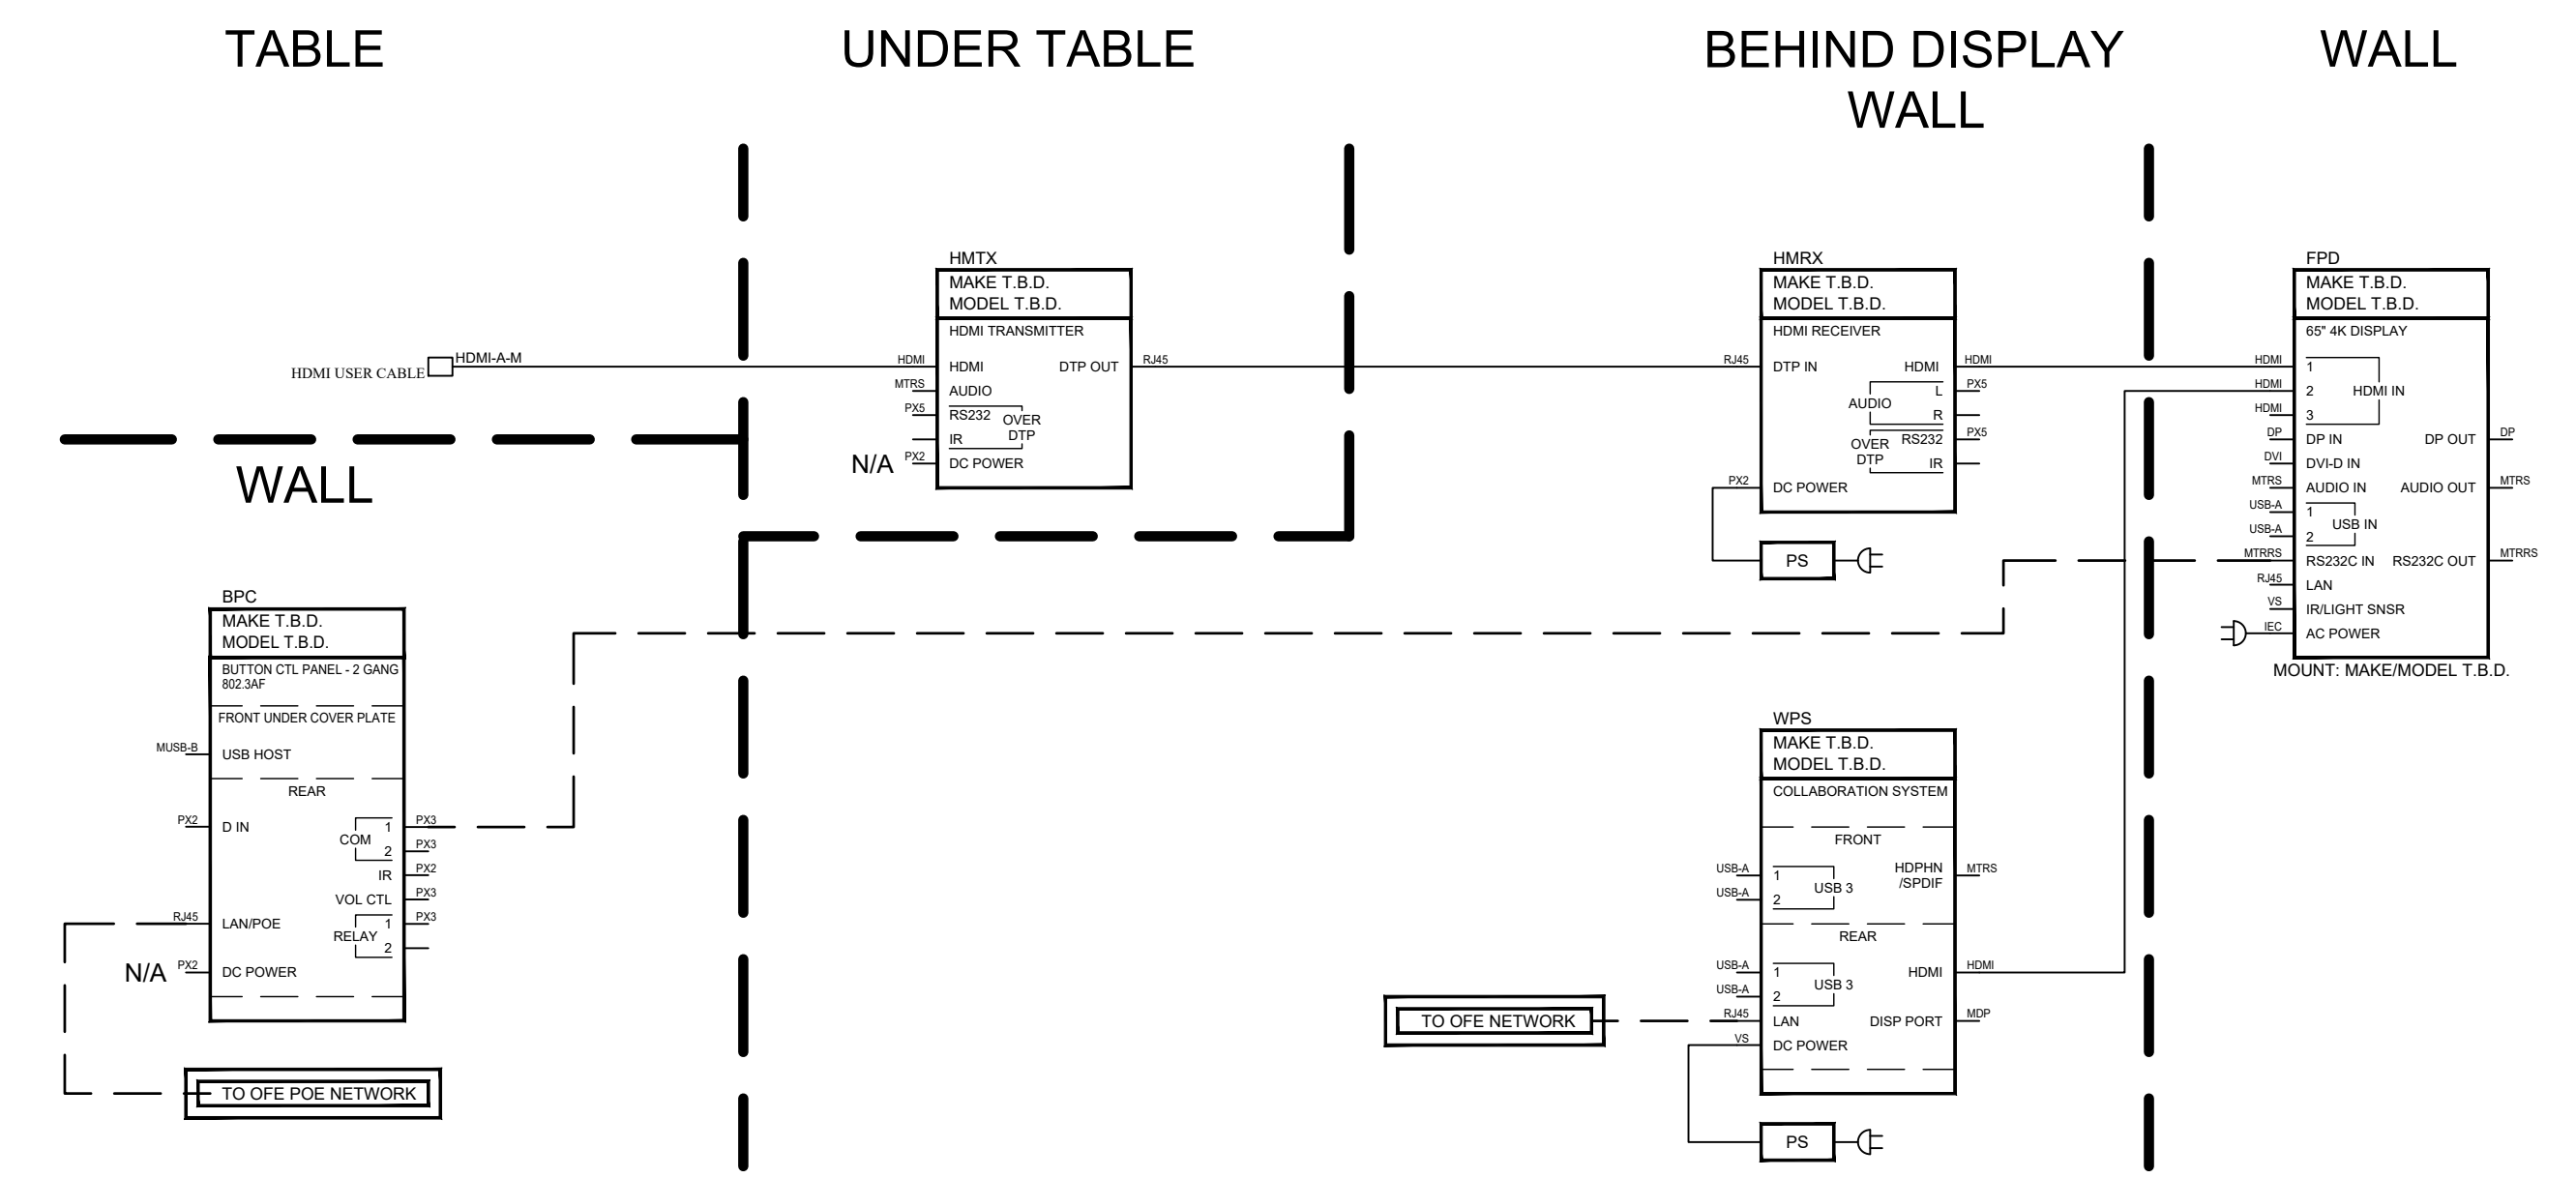 TABLE
UNDER TABLE
BEHIND DISPLAY
WALL
WALL
HDMI USER CABLE
HDMI-A-M
HMTX
MAKE T.B.D.
MODEL T.B.D.
HDMI TRANSMITTER
HDMI HDMI DTP OUT RJ45
MTRS AUDIO
PX5 RS232
IR
OVER
DTP
N/A PX2 DC POWER
HMRX
MAKE T.B.D.
MODEL T.B.D.
HDMI RECEIVER
RJ45 DTP IN HDMI HDMI
AUDIO
L PX5
R
OVER
DTP
RS232 PX5
IR
PX2 DC POWER
PS
FPD
MAKE T.B.D.
MODEL T.B.D.
65" 4K DISPLAY
HDMI 1
HDMI 2 HDMI IN
HDMI 3
DP DP IN DP OUT DP
DVI DVI-D IN
MTRS AUDIO IN AUDIO OUT MTRS
USB-A 1
USB IN
USB-A 2
MTRRS RS232C IN RS232C OUT MTRRS
RJ45 LAN
VS IR/LIGHT SNSR
IEC AC POWER
MOUNT: MAKE/MODEL T.B.D.
WALL
BPC
MAKE T.B.D.
MODEL T.B.D.
BUTTON CTL PANEL - 2 GANG
802.3AF
FRONT UNDER COVER PLATE
MUSB-B USB HOST
REAR
PX2 D IN
COM
1 PX3
2 PX3
IR PX2
VOL CTL PX3
RJ45 LAN/POE
RELAY
1 PX3
2
N/A PX2 DC POWER
TO OFE POE NETWORK
WPS
MAKE T.B.D.
MODEL T.B.D.
COLLABORATION SYSTEM
FRONT
USB-A 1
USB 3
USB-A 2
HDPHN
/SPDIF
MTRS
REAR
USB-A 1
USB 3
USB-A 2
HDMI HDMI
TO OFE NETWORK
RJ45 LAN DISP PORT MDP
VS DC POWER
PS